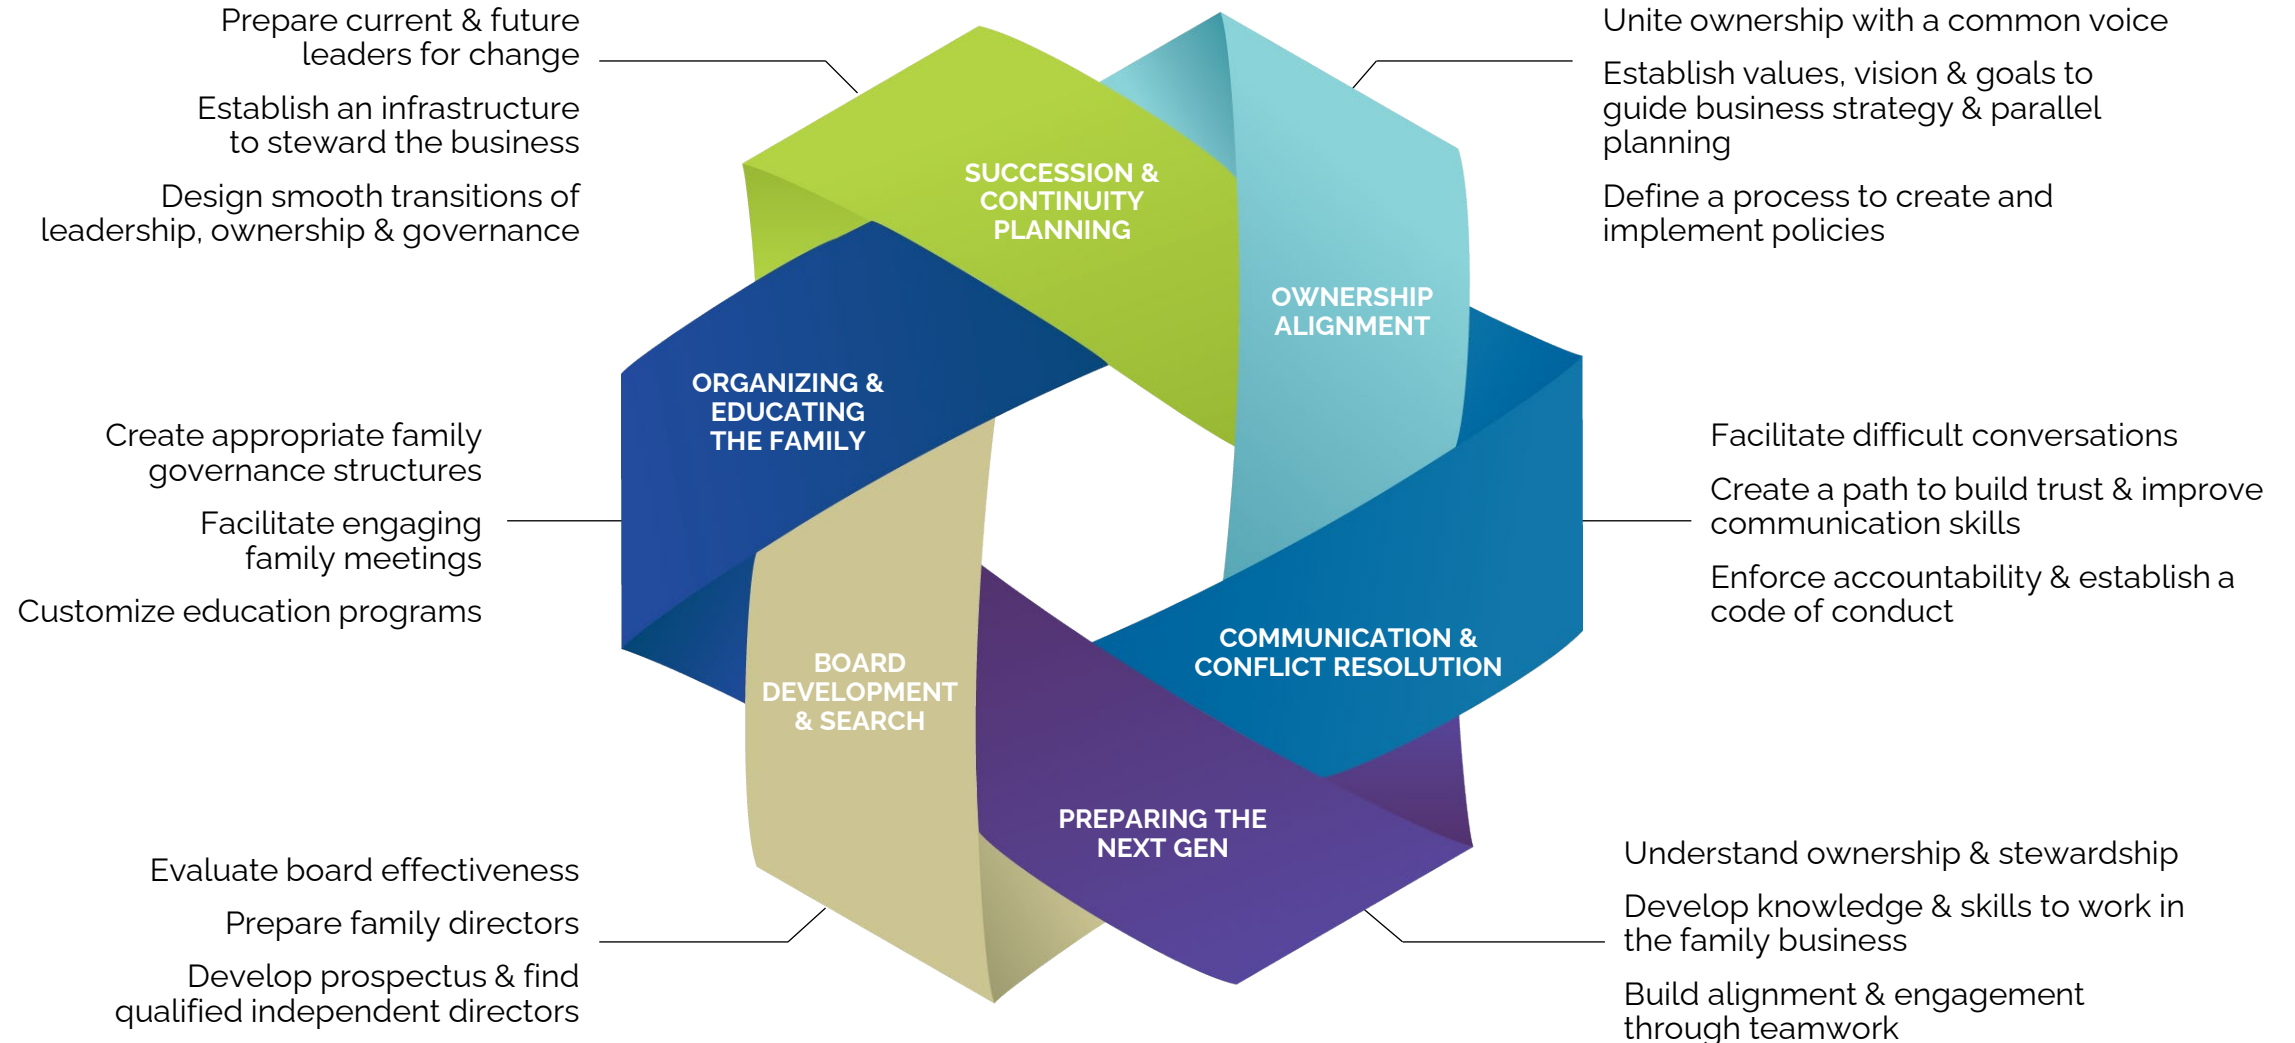 Prepare current & future
leaders for change
Establish an infrastructure
to steward the business
Design smooth transitions of
leadership, ownership & governance
SUCCESSION &
CONTINUITY
PLANNING
Unite ownership with a common voice
Establish values, vision & goals to
guide business strategy & parallel
planning
Define a process to create and
implement policies
OWNERSHIP
ALIGNMENT
Create appropriate family
governance structures
Facilitate engaging
family meetings
Customize education programs
ORGANIZING &
EDUCATING
THE FAMILY
Facilitate difficult conversations
Create a path to build trust & improve
communication skills
Enforce accountability & establish a
code of conduct
COMMUNICATION &
CONFLICT RESOLUTION
Evaluate board effectiveness
Prepare family directors
Develop prospectus & find
qualified independent directors
BOARD
DEVELOPMENT
& SEARCH
PREPARING THE
NEXT GEN
Understand ownership & stewardship
Develop knowledge & skills to work in
the family business
Build alignment & engagement
through teamwork